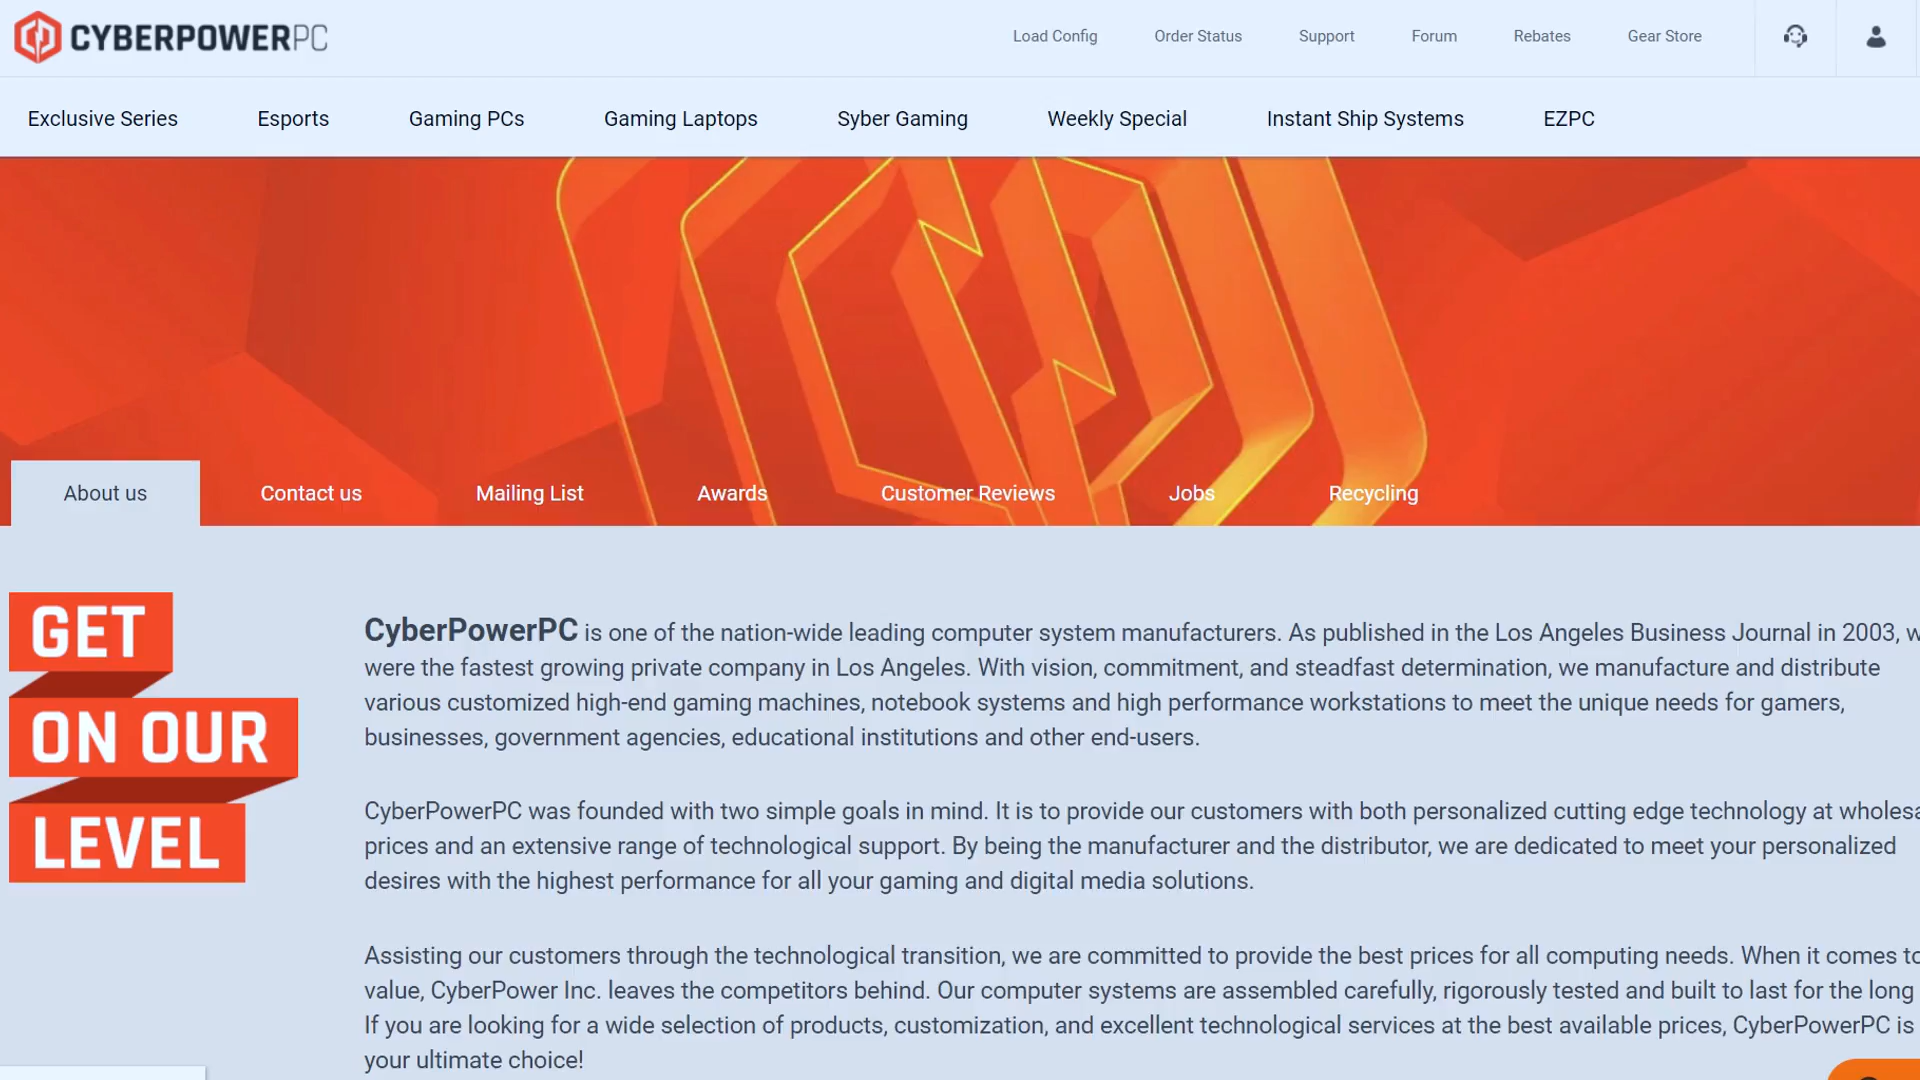 CYBERPOWERPC
Load Config
Order Status
Support
Forum
Rebates
Gear Store
Exclusive Series
Esports
Gaming PCs
Gaming Laptops
Syber Gaming
Weekly Special
Instant Ship Systems
EZPC
About us
Contact us
Mailing List
Awards
Customer Reviews
Jobs
Recycling
GET
ON OUR
LEVEL
CyberPowerPC is one of the nation-wide leading computer system manufacturers. As published in the Los Angeles Business Journal in 2003,
were the fastest growing private company in Los Angeles. With vision, commitment, and steadfast determination, we manufacture and distribute
various customized high-end gaming machines, notebook systems and high performance workstations to meet the unique needs for gamers,
businesses, government agencies, educational institutions and other end-users.
CyberPowerPC was founded with two simple goals in mind. It is to provide our customers with both personalized cutting edge technology at
prices and an extensive range of technological support. By being the manufacturer and the distributor, we are dedicated to meet your personalized
desires with the highest performance for all your gaming and digital media solutions.
Assisting our customers through the technological transition, we are committed to provide the best prices for all computing needs. When it comes to
value, CyberPower Inc. leaves the competitors behind. Our computer systems are assembled carefully, rigorously tested and built to last for the long
If you are looking for a wide selection of products, customization, and excellent technological services at the best available prices, CyberPowerPC is
your ultimate choice!